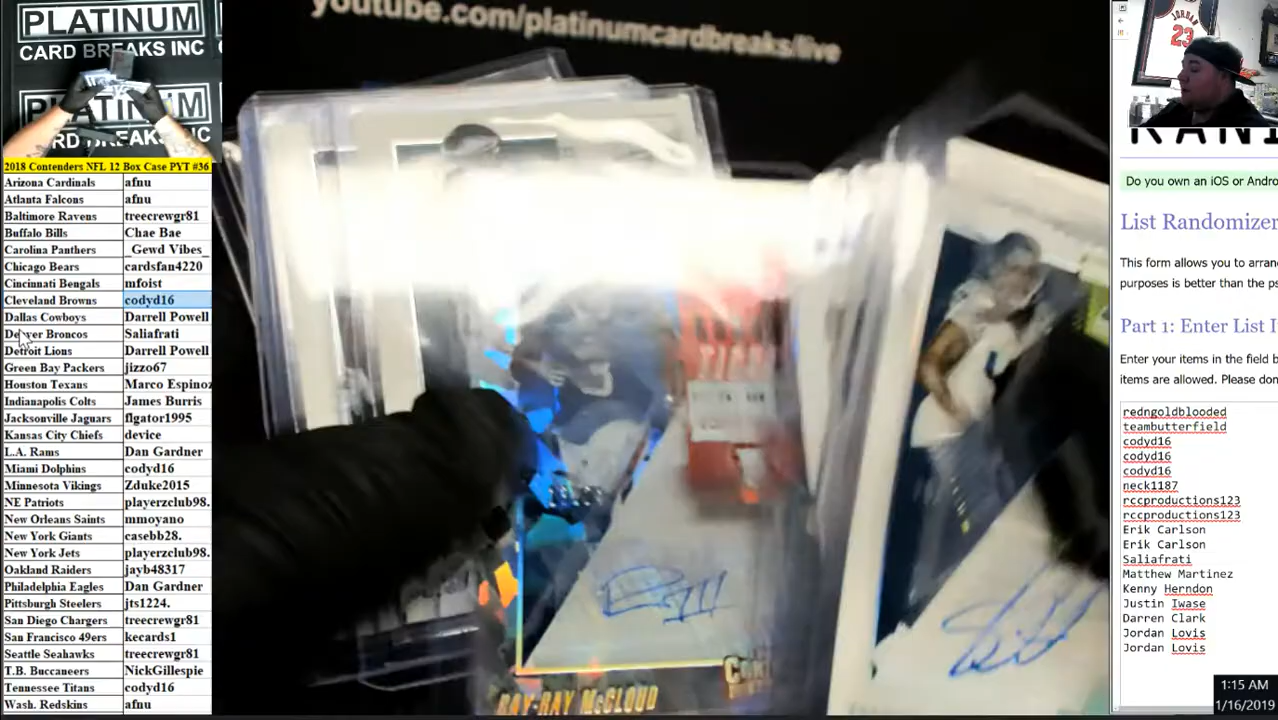 PLATINUM
CARD BREAKS INC
PLATINUM
youtube.com/platinumcardbreaks/live
JORDAN
23
2018 Contenders NFL 12 Box Case PYT #36
Arizona Cardinals afnu
Atlanta Falcons afnu
Baltimore Ravens treecrewgr81
Buffalo Bills Chae Bae
Carolina Panthers _Gewd Vibes_
Chicago Bears cardsfan4220
Cincinnati Bengals mfoist
Cleveland Browns codyd16
Dallas Cowboys Darrell Powell
Denver Broncos Saliafrati
Detroit Lions Darrell Powell
Green Bay Packers jizzo67
Houston Texans Marco Espinoz
Indianapolis Colts James Burris
Jacksonville Jaguars flgator1995
Kansas City Chiefs device
L.A. Rams Dan Gardner
Miami Dolphins codyd16
Minnesota Vikings Zduke2015
NE Patriots playerzclub98.
New Orleans Saints mmoyano
New York Giants casebb28.
New York Jets playerzclub98.
Oakland Raiders jayb48317
Philadelphia Eagles Dan Gardner
Pittsburgh Steelers jts1224.
San Diego Chargers treecrewgr81
San Francisco 49ers kecards1
Seattle Seahawks treecrewgr81
T.B. Buccaneers NickGillespie
Tennessee Titans codyd16
Wash. Redskins afnu
RAY-RAY McCLOUD
Do you own an iOS or Andro
List Randomizer
This form allows you to arran
purposes is better than the ps
Part 1: Enter List I
Enter your items in the field b
items are allowed. Please don
redngoldblooded
teambutterfield
codyd16
codyd16
codyd16
neck1187
rccproductions123
rccproductions123
Erik Carlson
Erik Carlson
Saliafrati
Matthew Martinez
Kenny Herndon
Justin Iwase
Darren Clark
Jordan Lovis
Jordan Lovis
1:15 AM
1/16/2019